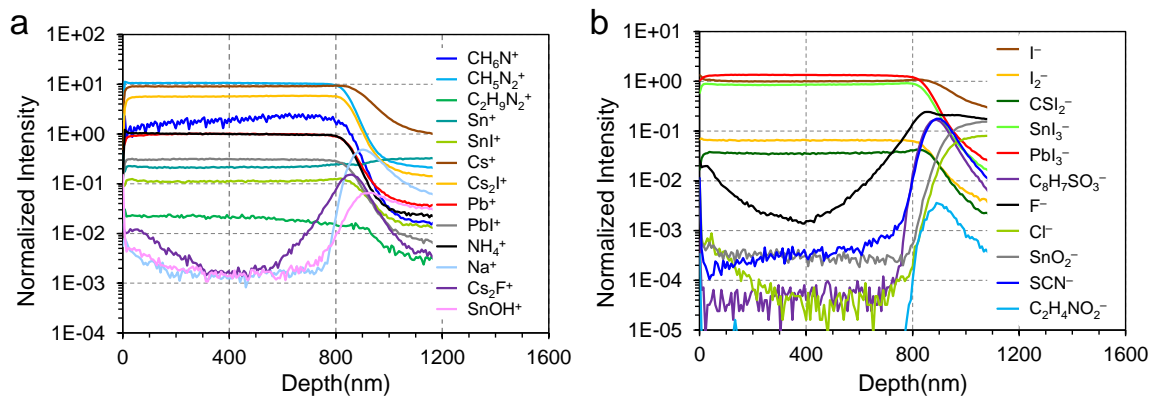 a
1E+02
1E+01
1E+00
1E-01
1E-02
1E-03
1E-04
Normalized Intensity
0
400
800
1200
1600
Depth(nm)
CH₆N⁺
CH₅N₂⁺
C₂H₉N₂⁺
Sn⁺
SnI⁺
Cs⁺
Cs₂I⁺
Pb⁺
PbI⁺
NH₄⁺
Na⁺
Cs₂F⁺
SnOH⁺
b
1E+01
1E+00
1E-01
1E-02
1E-03
1E-04
1E-05
Normalized Intensity
0
400
800
1200
1600
Depth(nm)
I⁻
I₂⁻
CSI₂⁻
SnI₃⁻
PbI₃⁻
C₈H₇SO₃⁻
F⁻
Cl⁻
SnO₂⁻
SCN⁻
C₂H₄NO₂⁻